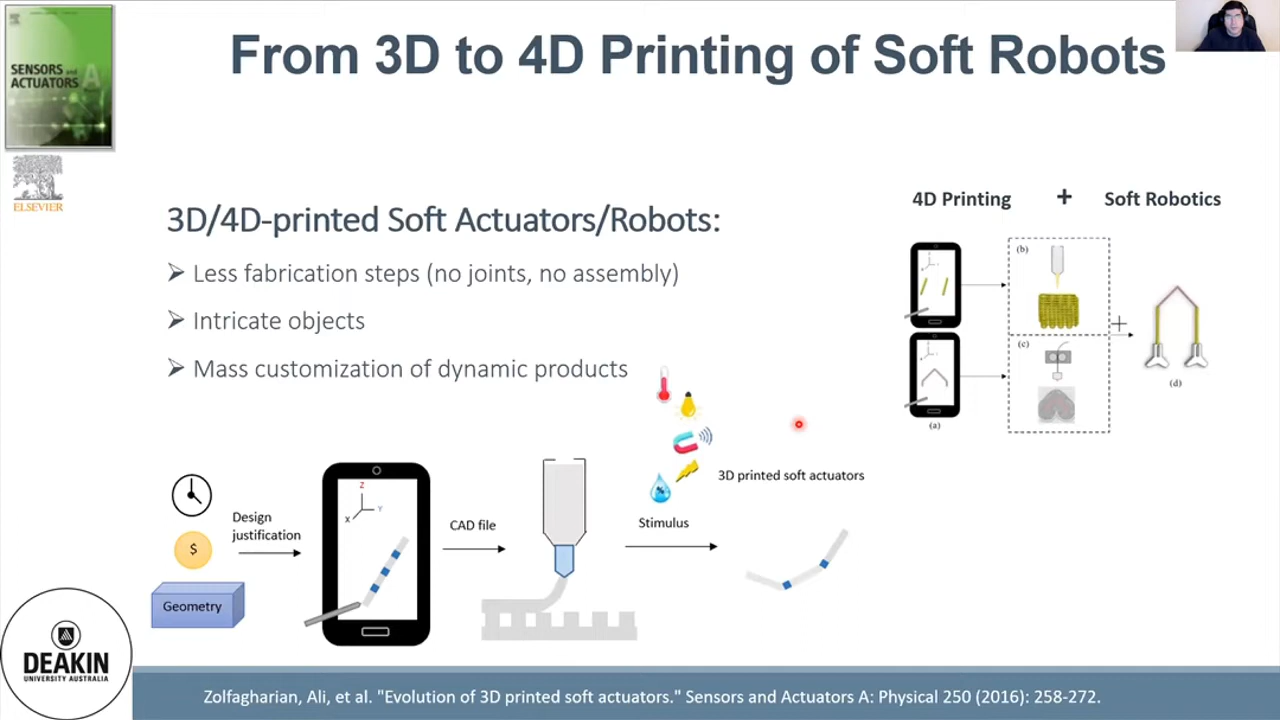 From 3D to 4D Printing of Soft Robots
SENSORS and
ACTUATORS A
ELSEVIER
3D/4D-printed Soft Actuators/Robots:
➤ Less fabrication steps (no joints, no assembly)
➤ Intricate objects
➤ Mass customization of dynamic products
4D Printing + Soft Robotics
(b)
(c)
+
(d)
(a)
Design
justification
$
Geometry
Z
Y
X
CAD file
Stimulus
3D printed soft actuators
DEAKIN
UNIVERSITY AUSTRALIA
Zolfagharian, Ali, et al. "Evolution of 3D printed soft actuators." Sensors and Actuators A: Physical 250 (2016): 258-272.